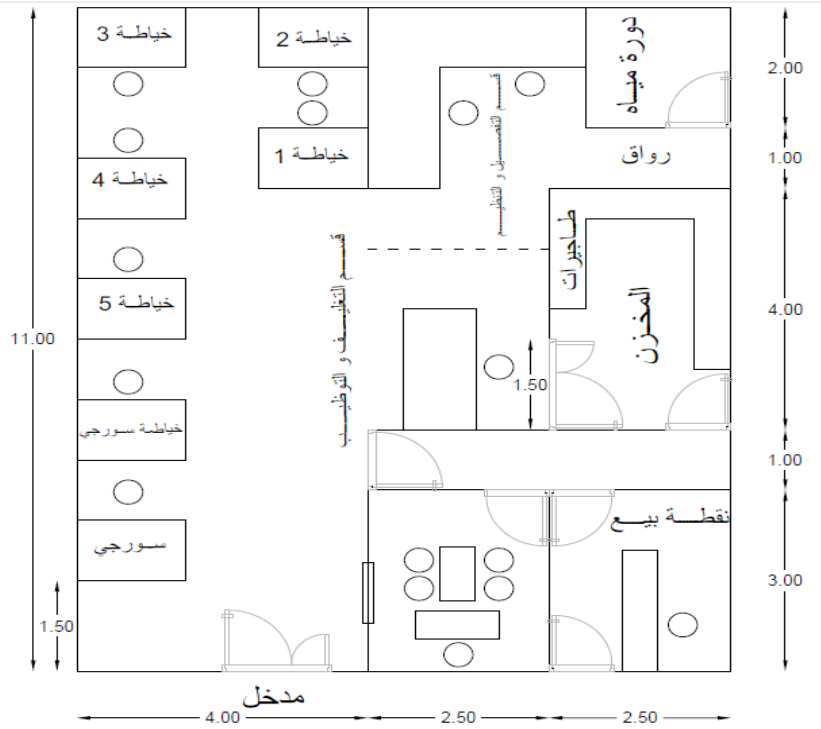 خياطة 3
خياطة 2
دورة مياه
2.00
قسم التفصيل و التنظيم
خياطة 1
رواق
1.00
خياطة 4
طاجيرات
قسم التغليف و التوظيب
خياطة 5
المخزن
4.00
11.00
1.50
خياطة سورجي
1.00
نقطة بيع
سورجي
3.00
1.50
مدخل
4.00
2.50
2.50